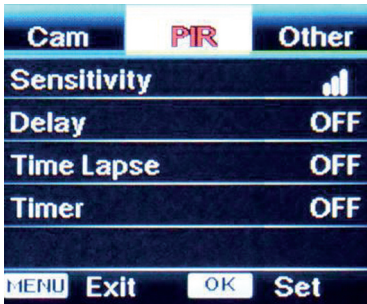 Cam PIR Other
Sensitivity
Delay OFF
Time Lapse OFF
Timer OFF
MENU Exit OK Set